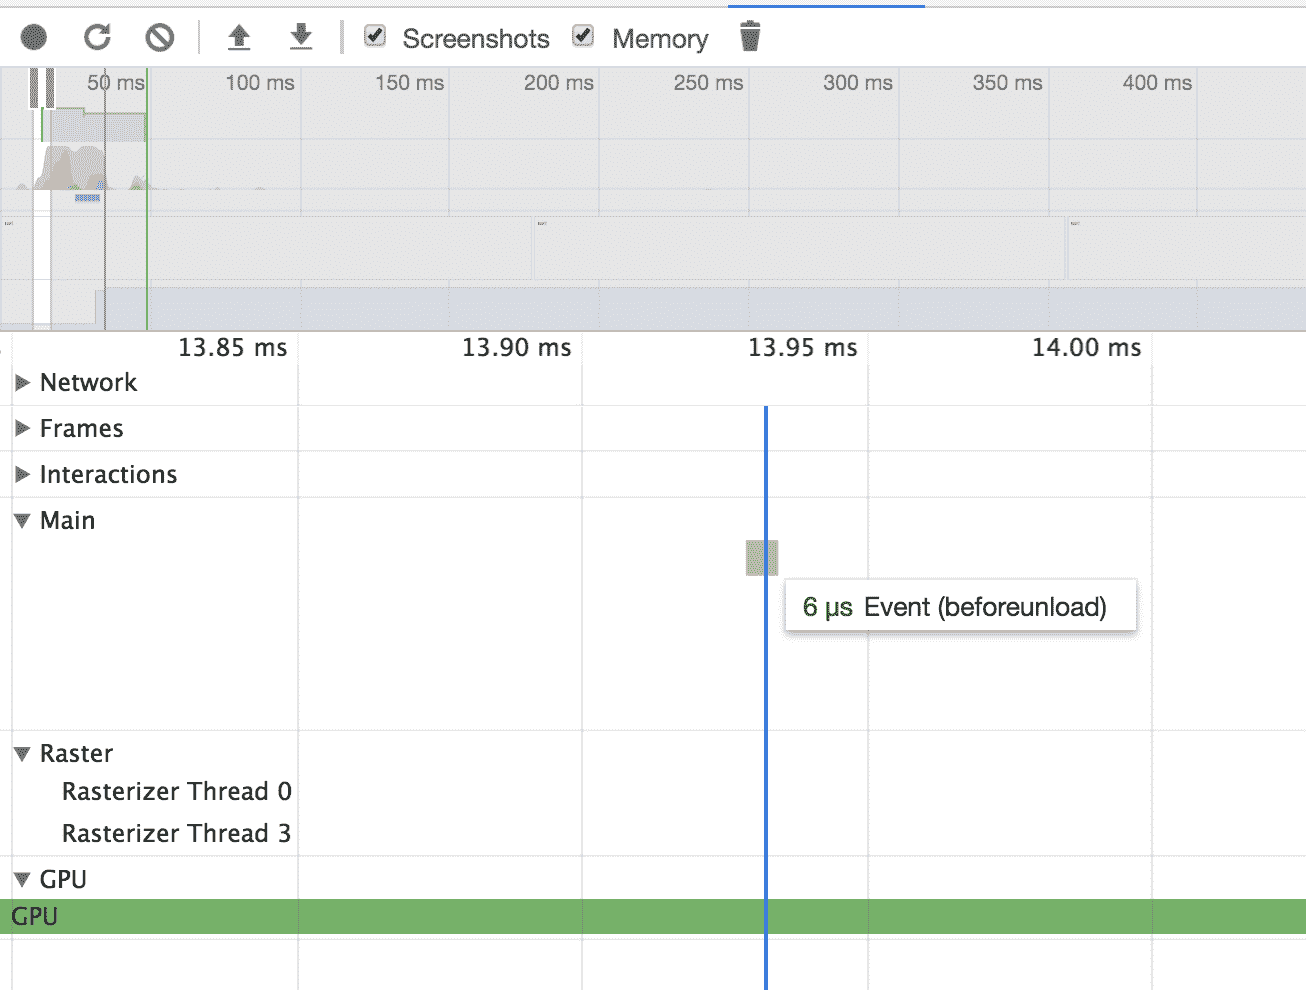 Screenshots Memory
50 ms 100 ms 150 ms 200 ms 250 ms 300 ms 350 ms 400 ms
13.85 ms 13.90 ms 13.95 ms 14.00 ms
Network
Frames
Interactions
Main
6 µs Event (beforeunload)
Raster
Rasterizer Thread 0
Rasterizer Thread 3
GPU
GPU